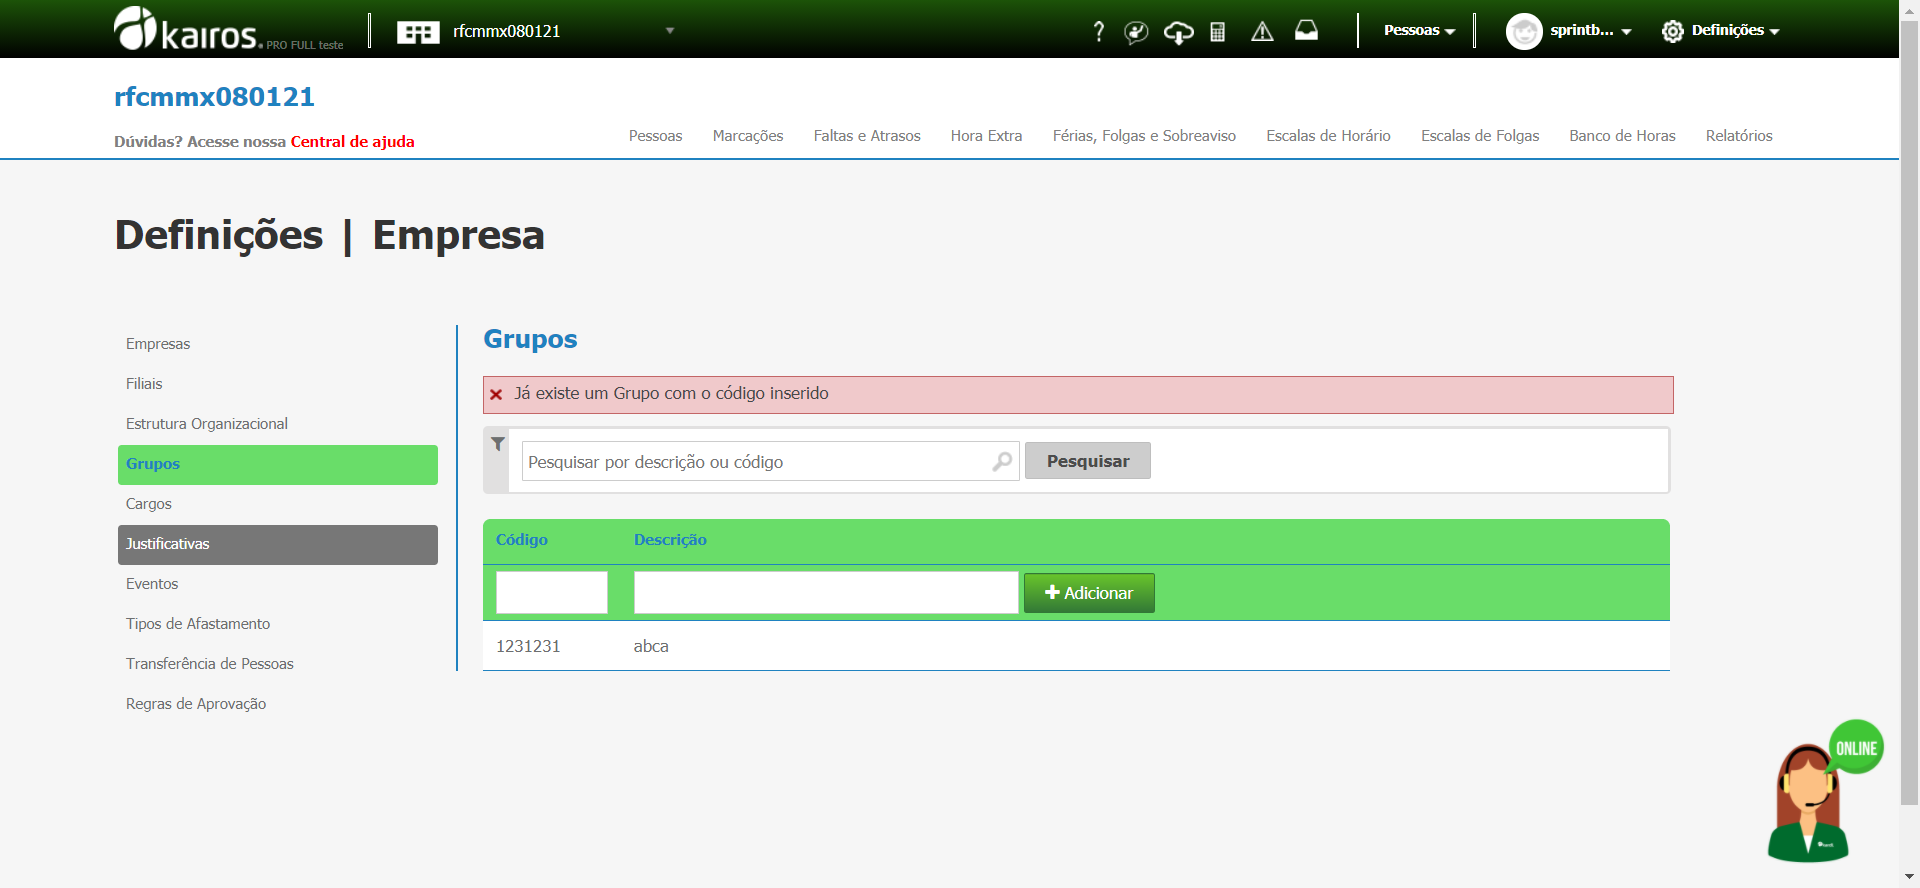 kairos. PRO FULL teste
rfcmmx080121
?
Pessoas
sprintb...
Definições
rfcmmx080121
Dúvidas? Acesse nossa Central de ajuda
Pessoas Marcações Faltas e Atrasos Hora Extra Férias, Folgas e Sobreaviso Escalas de Horário Escalas de Folgas Banco de Horas Relatórios
Definições | Empresa
Empresas
Filiais
Estrutura Organizacional
Grupos
Cargos
Justificativas
Eventos
Tipos de Afastamento
Transferência de Pessoas
Regras de Aprovação
Grupos
Já existe um Grupo com o código inserido
Pesquisar por descrição ou código
Pesquisar
Código Descrição
Adicionar
1231231 abca
ONLINE